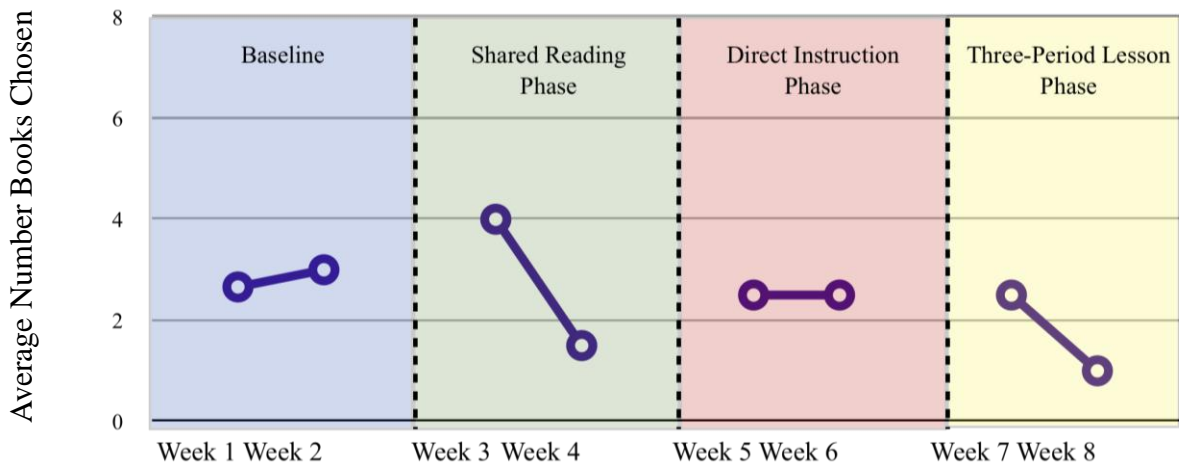 Average Number Books Chosen
8
6
4
2
0
Baseline
Shared Reading
Phase
Direct Instruction
Phase
Three-Period Lesson
Phase
Week 1 Week 2
Week 3 Week 4
Week 5 Week 6
Week 7 Week 8